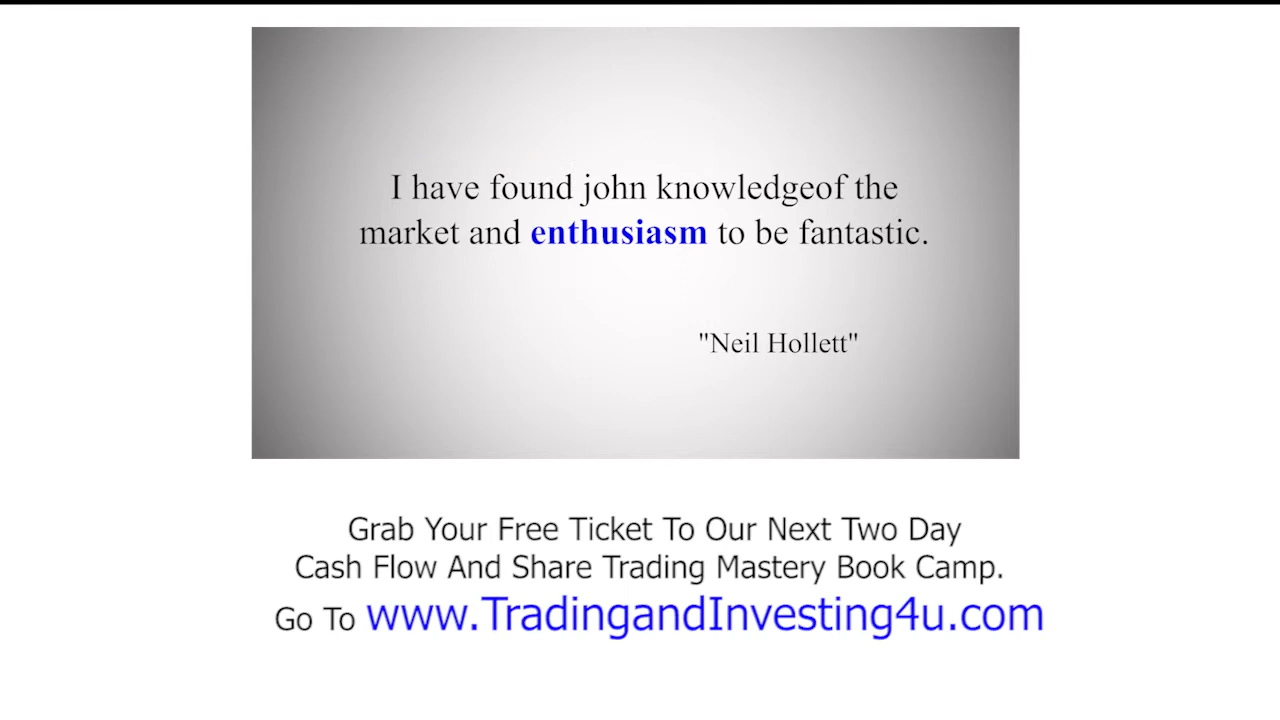 I have found john knowledgeof the
market and enthusiasm to be fantastic.
"Neil Hollett"
Grab Your Free Ticket To Our Next Two Day
Cash Flow And Share Trading Mastery Book Camp.
Go To www.TradingandInvesting4u.com